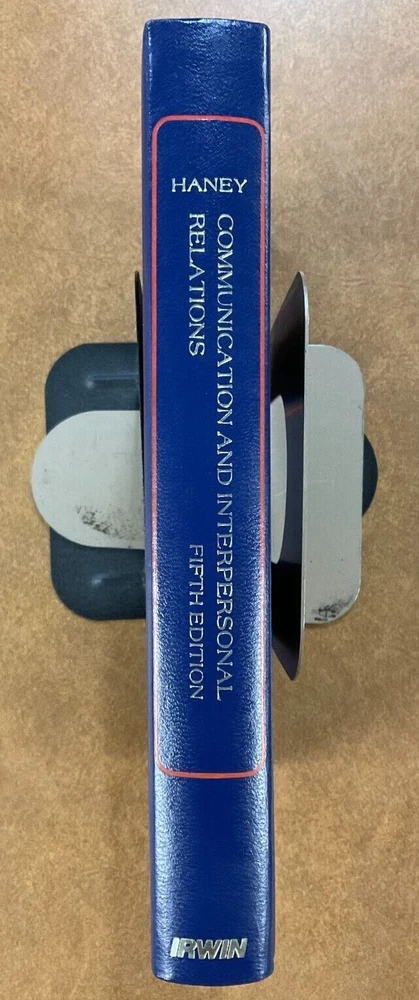 HANEY
COMMUNICATION AND INTERPERSONAL
RELATIONS
FIFTH EDITION
IRWIN